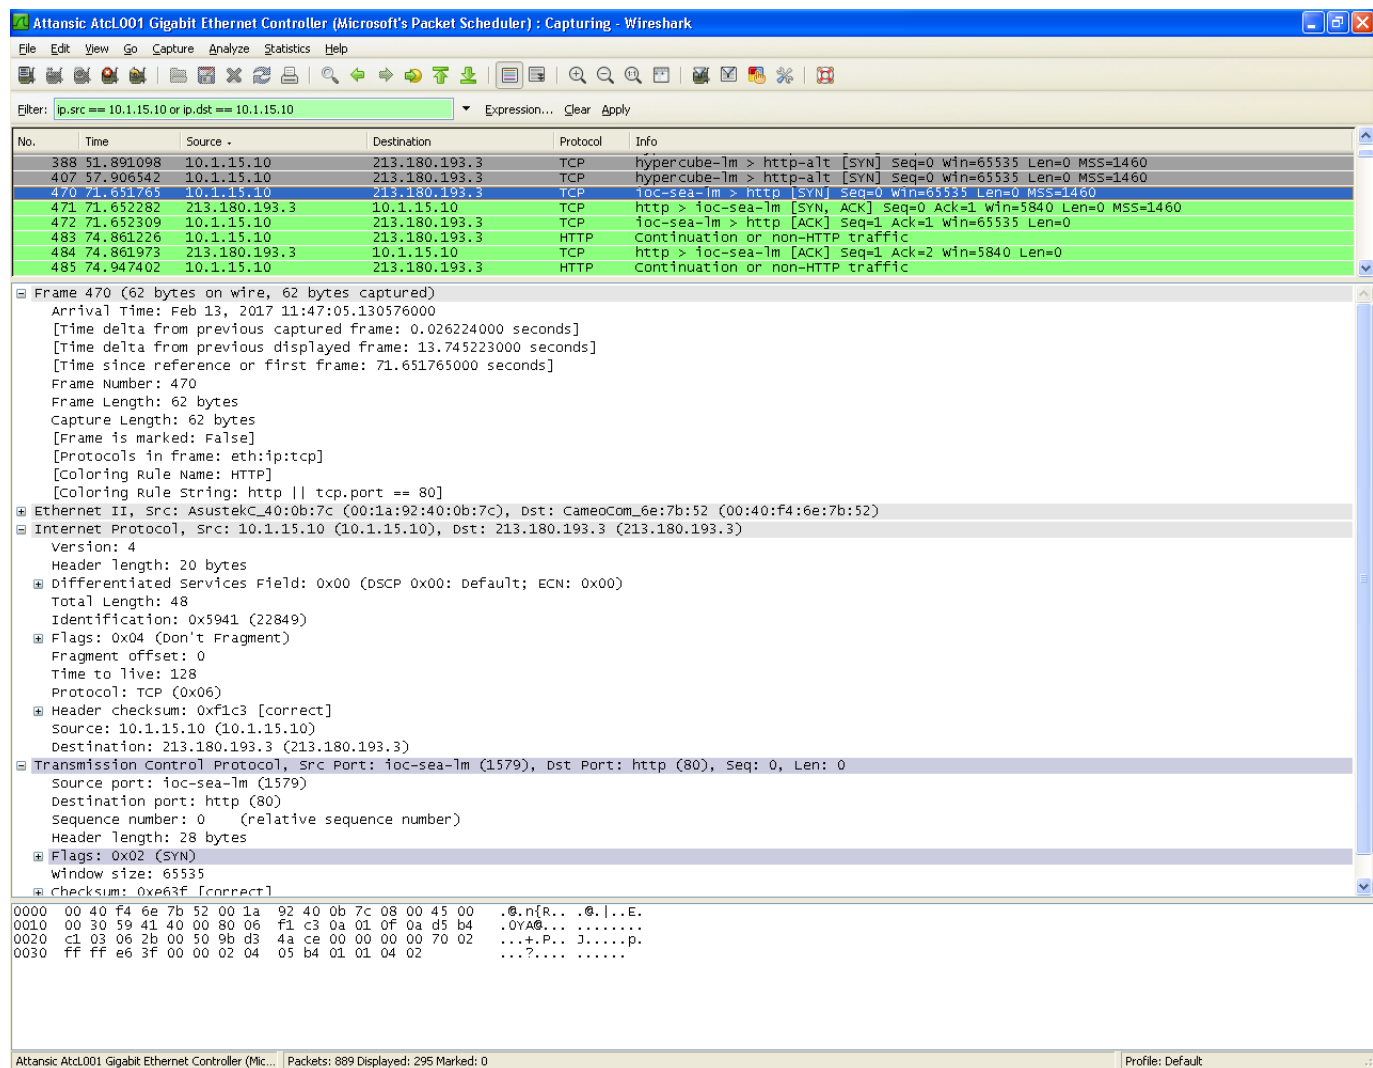 Attansic AtcL001 Gigabit Ethernet Controller (Microsoft's Packet Scheduler) : Capturing - Wireshark
File Edit View Go Capture Analyze Statistics Help
Filter: ip.src == 10.1.15.10 or ip.dst == 10.1.15.10 Expression... Clear Apply
No. Time Source Destination Protocol Info
388 51.891098 10.1.15.10 213.180.193.3 TCP hypercube-lm > http-alt [SYN] Seq=0 Win=65535 Len=0 MSS=1460
407 57.906542 10.1.15.10 213.180.193.3 TCP hypercube-lm > http-alt [SYN] Seq=0 Win=65535 Len=0 MSS=1460
470 71.651765 10.1.15.10 213.180.193.3 TCP ioc-sea-lm > http [SYN] Seq=0 Win=65535 Len=0 MSS=1460
471 71.652282 213.180.193.3 10.1.15.10 TCP http > ioc-sea-lm [SYN, ACK] Seq=0 Ack=1 Win=5840 Len=0 MSS=1460
472 71.652309 10.1.15.10 213.180.193.3 TCP ioc-sea-lm > http [ACK] Seq=1 Ack=1 Win=65535 Len=0
483 74.861226 10.1.15.10 213.180.193.3 HTTP Continuation or non-HTTP traffic
484 74.861973 213.180.193.3 10.1.15.10 TCP http > ioc-sea-lm [ACK] Seq=1 Ack=2 Win=5840 Len=0
485 74.947402 10.1.15.10 213.180.193.3 HTTP Continuation or non-HTTP traffic
Frame 470 (62 bytes on wire, 62 bytes captured)
Arrival Time: Feb 13, 2017 11:47:05.130576000
[Time delta from previous captured frame: 0.026224000 seconds]
[Time delta from previous displayed frame: 13.745223000 seconds]
[Time since reference or first frame: 71.651765000 seconds]
Frame Number: 470
Frame Length: 62 bytes
Capture Length: 62 bytes
[Frame is marked: False]
[Protocols in frame: eth:ip:tcp]
[Coloring Rule Name: HTTP]
[Coloring Rule String: http || tcp.port == 80]
Ethernet II, Src: AsustekC_40:0b:7c (00:1a:92:40:0b:7c), Dst: CameoCom_6e:7b:52 (00:40:f4:6e:7b:52)
Internet Protocol, Src: 10.1.15.10 (10.1.15.10), Dst: 213.180.193.3 (213.180.193.3)
Version: 4
Header length: 20 bytes
Differentiated Services Field: 0x00 (DSCP 0x00: Default; ECN: 0x00)
Total Length: 48
Identification: 0x5941 (22849)
Flags: 0x04 (Don't Fragment)
Fragment offset: 0
Time to live: 128
Protocol: TCP (0x06)
Header checksum: 0xf1c3 [correct]
Source: 10.1.15.10 (10.1.15.10)
Destination: 213.180.193.3 (213.180.193.3)
Transmission Control Protocol, Src Port: ioc-sea-lm (1579), Dst Port: http (80), Seq: 0, Len: 0
Source port: ioc-sea-lm (1579)
Destination port: http (80)
Sequence number: 0 (relative sequence number)
Header length: 28 bytes
Flags: 0x02 (SYN)
Window size: 65535
Checksum: 0xe63f [correct]
0000 00 40 f4 6e 7b 52 00 1a 92 40 0b 7c 08 00 45 00 .@.n{R.. .@.|..E.
0010 00 30 59 41 40 00 80 06 f1 c3 0a 01 0f 0a d5 b4 .0YA@... ........
0020 c1 03 06 2b 00 50 9b d3 4a ce 00 00 00 00 70 02 ...+.P.. J.....p.
0030 ff ff e6 3f 00 00 02 04 05 b4 01 01 04 02 ...?.... ......
Attansic AtcL001 Gigabit Ethernet Controller (Mic... Packets: 889 Displayed: 295 Marked: 0 Profile: Default